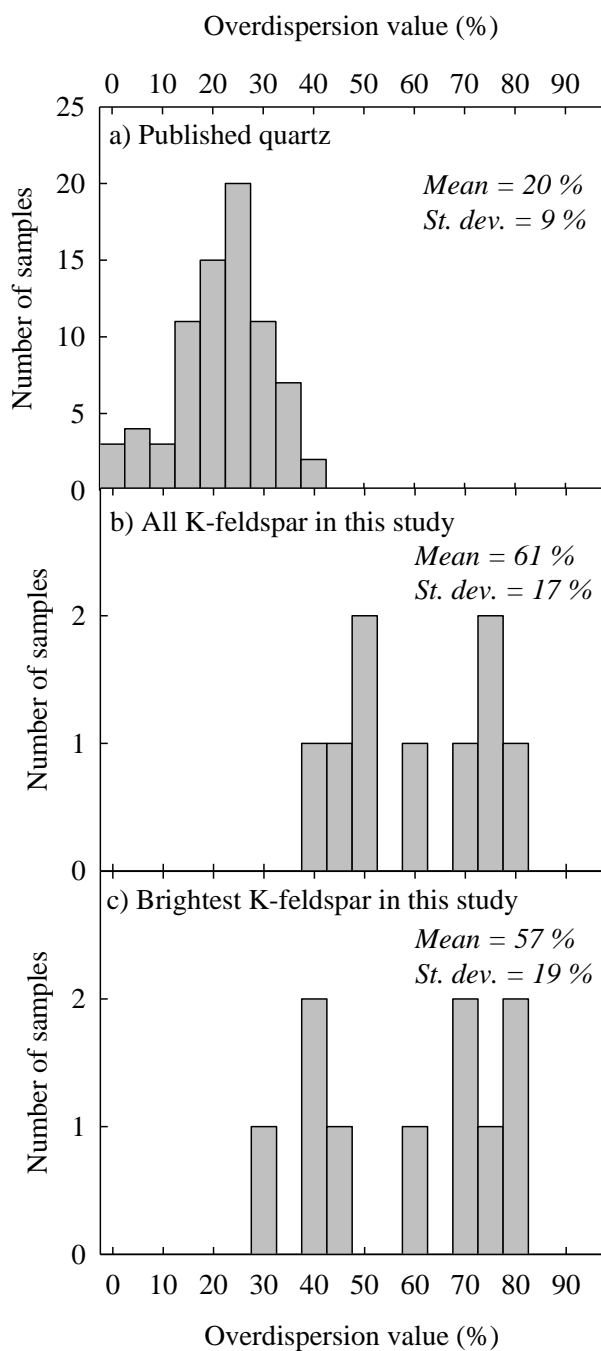 Overdispersion value (%)
0 10 20 30 40 50 60 70 80 90
25
a) Published quartz
Mean = 20 %
St. dev. = 9 %
20
15
10
5
0
Number of samples
b) All K-feldspar in this study
Mean = 61 %
St. dev. = 17 %
2
1
0
Number of samples
c) Brightest K-feldspar in this study
Mean = 57 %
St. dev. = 19 %
2
1
0
Number of samples
0 10 20 30 40 50 60 70 80 90
Overdispersion value (%)